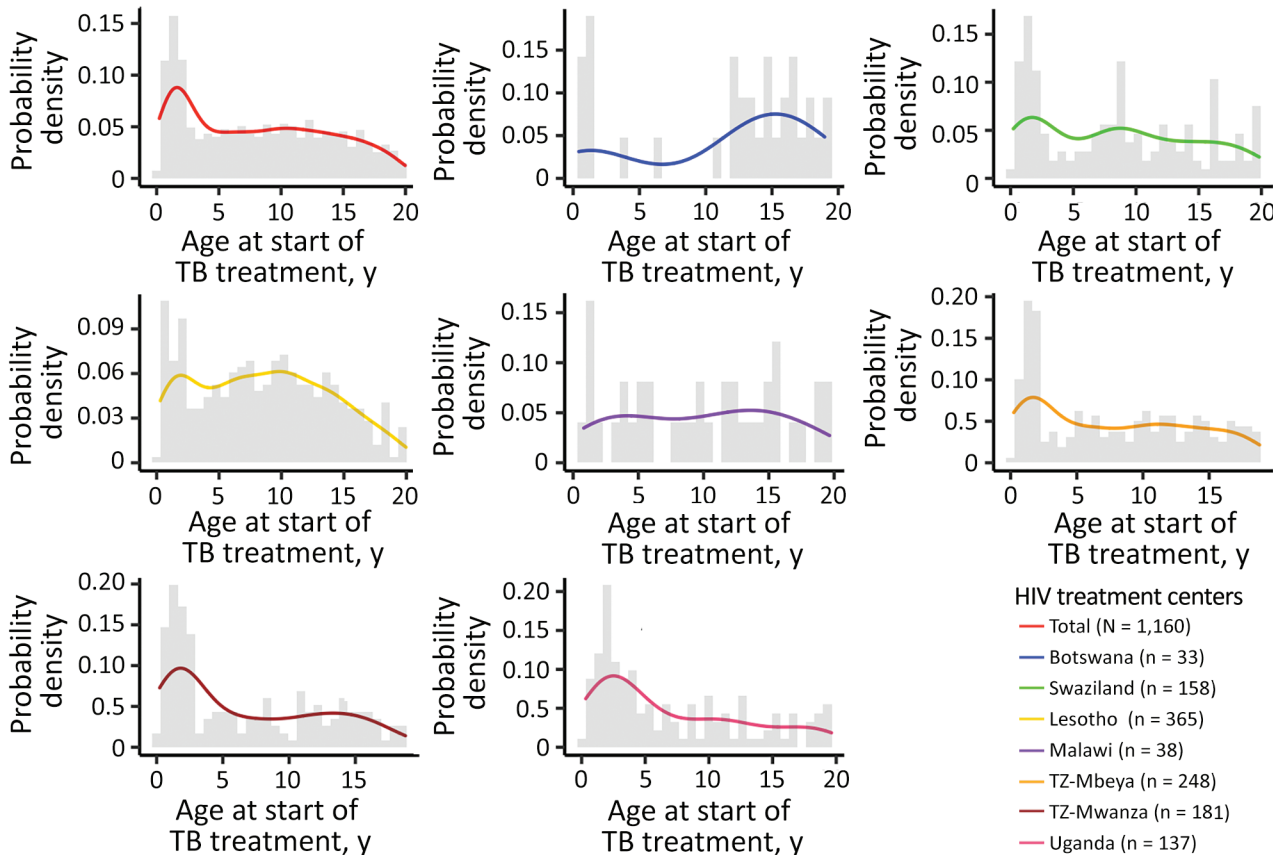 0.15
0.10
0.05
0
Probability
density
0 5 10 15 20
Age at start of
TB treatment, y
0.15
0.10
0.05
0
Probability
density
0 5 10 15 20
Age at start of
TB treatment, y
0.15
0.10
0.05
0
Probability
density
0 5 10 15 20
Age at start of
TB treatment, y
0.09
0.06
0.03
0
Probability
density
0 5 10 15 20
Age at start of
TB treatment, y
0.15
0.10
0.05
0
Probability
density
0 5 10 15 20
Age at start of
TB treatment, y
0.20
0.15
0.10
0.5
0
Probability
density
0 5 10 15
Age at start of
TB treatment, y
0.20
0.15
0.10
0.5
0
Probability
density
0 5 10 15
Age at start of
TB treatment, y
0.20
0.15
0.10
0.5
0
Probability
density
0 5 10 15 20
Age at start of
TB treatment, y
HIV treatment centers
Total (N = 1,160)
Botswana (n = 33)
Swaziland (n = 158)
Lesotho (n = 365)
Malawi (n = 38)
TZ-Mbeya (n = 248)
TZ-Mwanza (n = 181)
Uganda (n = 137)